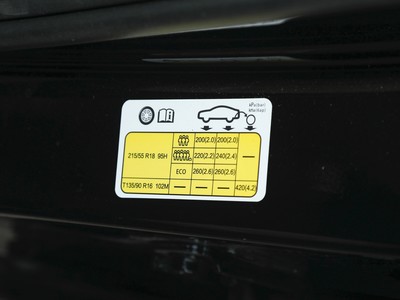 200(2.0) 200(2.0)
215/55 R18 95H 220(2.2) 240(2.4) —
ECO 260(2.6) 260(2.6)
T135/90 R16 102M — — — 420(4.2)